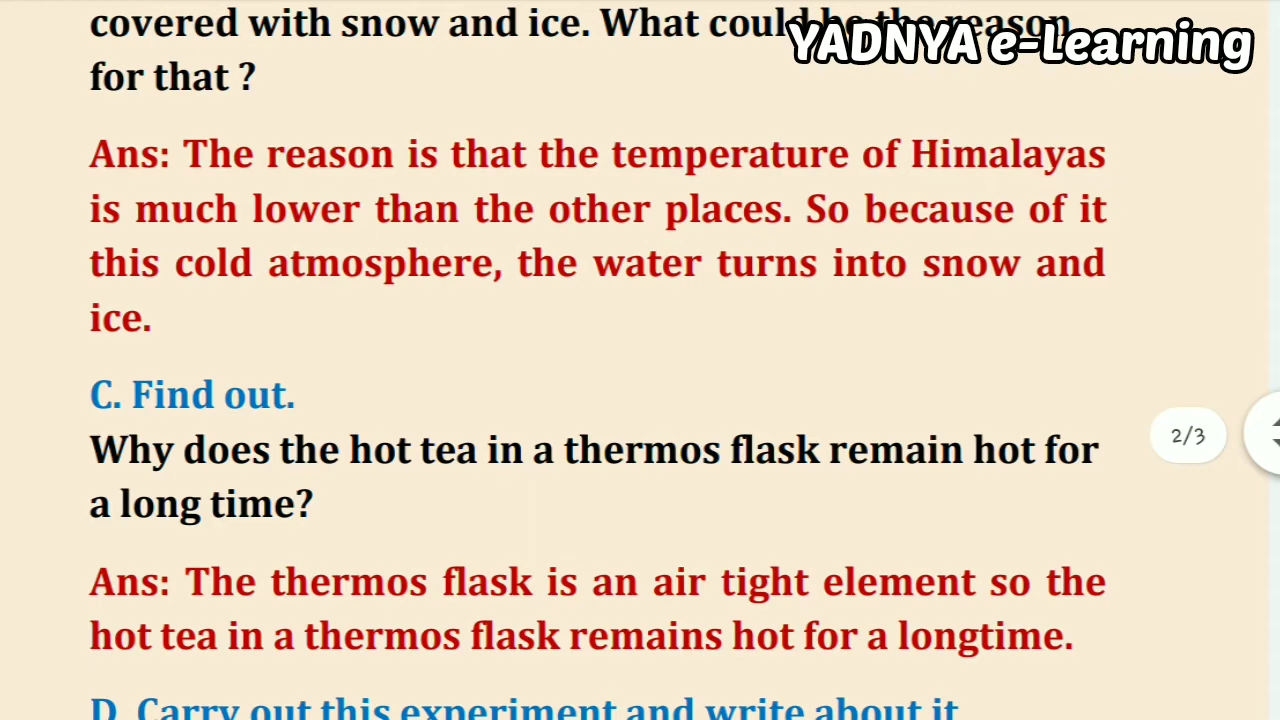 covered with snow and ice. What could be the reason
YADNYA e-Learning
for that ?
Ans: The reason is that the temperature of Himalayas
is much lower than the other places. So because of it
this cold atmosphere, the water turns into snow and
ice.
C. Find out.
Why does the hot tea in a thermos flask remain hot for
2/3
a long time?
Ans: The thermos flask is an air tight element so the
hot tea in a thermos flask remains hot for a longtime.
D. Carry out this experiment and write about it